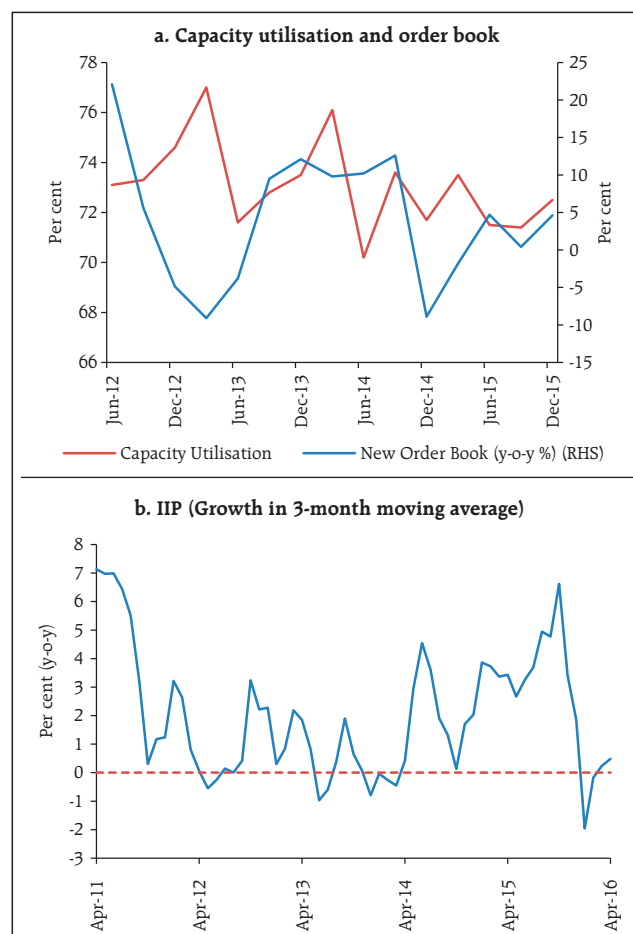 a. Capacity utilisation and order book
78
76
74
72
70
68
66
Per cent
25
20
15
10
5
0
-5
-10
-15
Per cent
Jun-12
Dec-12
Jun-13
Dec-13
Jun-14
Dec-14
Jun-15
Dec-15
Capacity Utilisation
New Order Book (y-o-y %) (RHS)
b. IIP (Growth in 3-month moving average)
8
7
6
5
4
3
2
1
0
-1
-2
-3
Per cent (y-o-y)
Apr-11
Apr-12
Apr-13
Apr-14
Apr-15
Apr-16